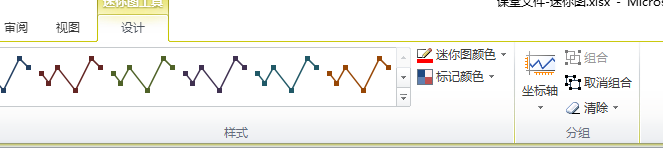 迷你图工具
课堂文件-迷你图.xlsx - Micros
审阅 视图 设计
迷你图颜色
标记颜色
坐标轴
组合
取消组合
清除
样式
分组